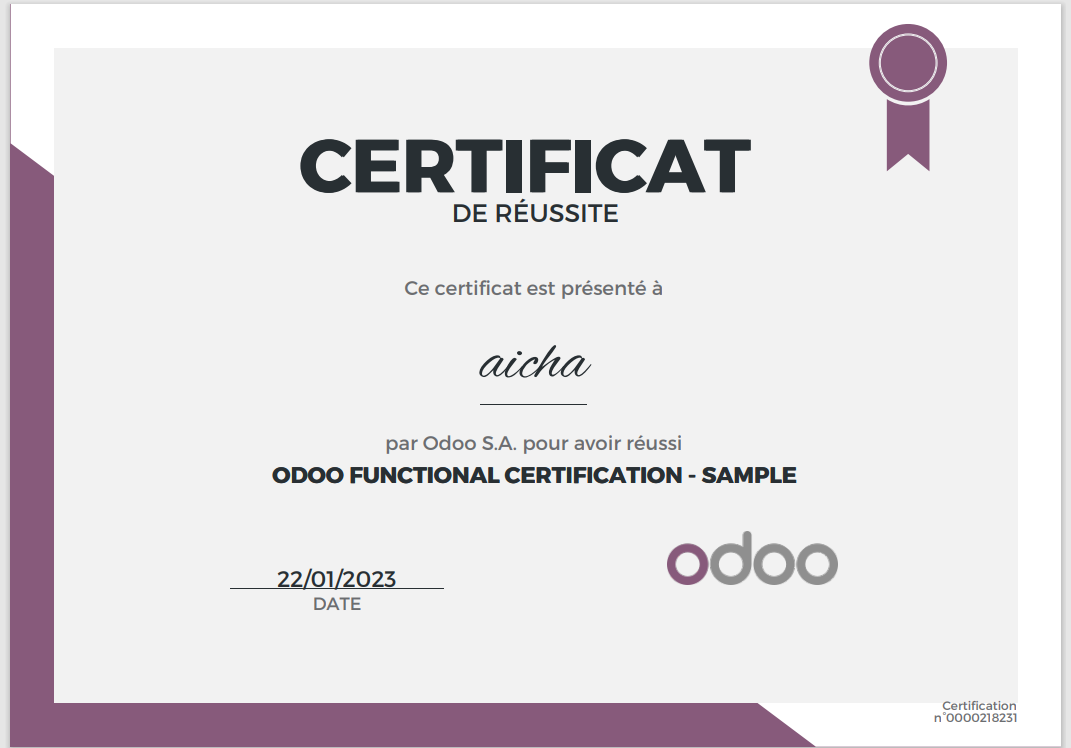 CERTIFICAT
DE RÉUSSITE
Ce certificat est présenté à
aicha
par Odoo S.A. pour avoir réussi
ODOO FUNCTIONAL CERTIFICATION - SAMPLE
22/01/2023
DATE
odoo
Certification
n°0000218231